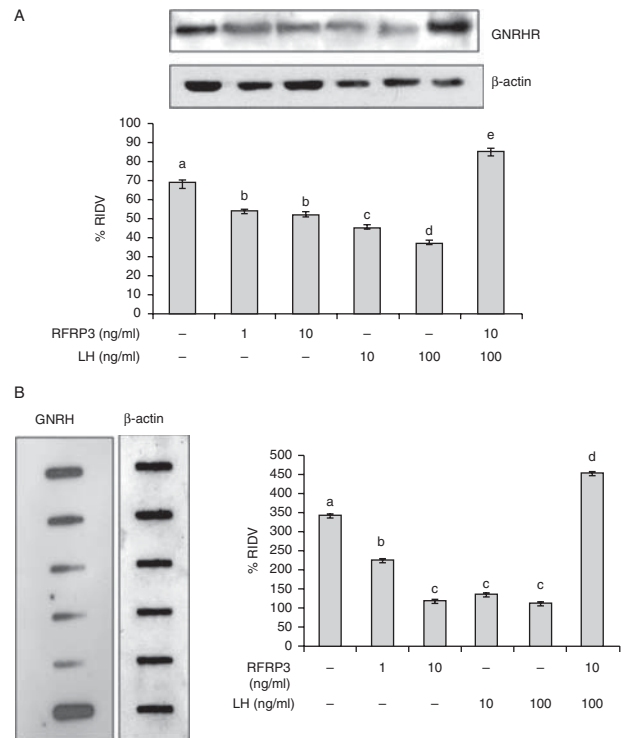 A
GNRHR
β-actin
100
90
80
70
60
50
40
30
20
10
0
% RIDV
a
b
b
c
d
e
RFRP3 (ng/ml) – 1 10 – – 10
LH (ng/ml) – – – 10 100 100
B
GNRH β-actin
500
450
400
350
300
250
200
150
100
50
0
% RIDV
a
b
c
c
c
d
RFRP3 – 1 10 – – 10
(ng/ml)
LH (ng/ml) – – – 10 100 100